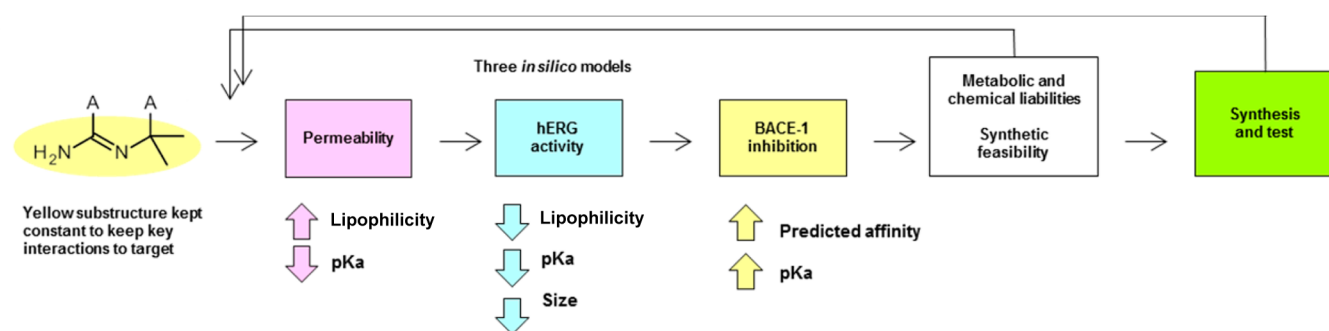 Three in silico models
A A
H₂N N
Permeability
hERG
activity
BACE-1
inhibition
Metabolic and
chemical liabilities
Synthetic
feasibility
Synthesis
and test
Yellow substructure kept
constant to keep key
interactions to target
Lipophilicity
pKa
Lipophilicity
pKa
Size
Predicted affinity
pKa